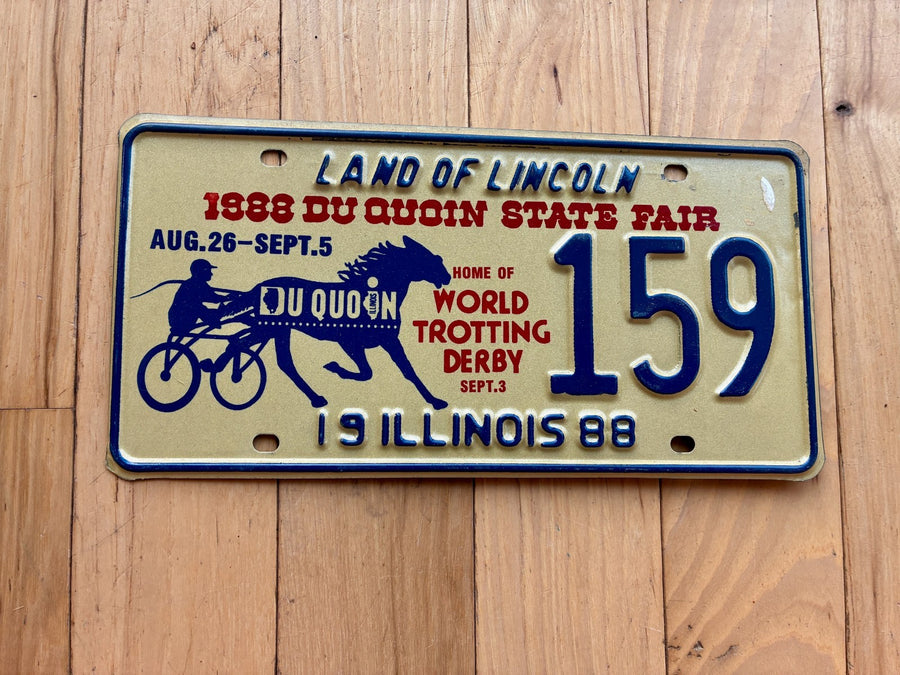 LAND OF LINCOLN
1988 DU QUOIN STATE FAIR
AUG.26-SEPT.5
DU QUOIN
ILLINOIS
HOME OF
WORLD
TROTTING
DERBY
SEPT.3
159
19 ILLINOIS 88